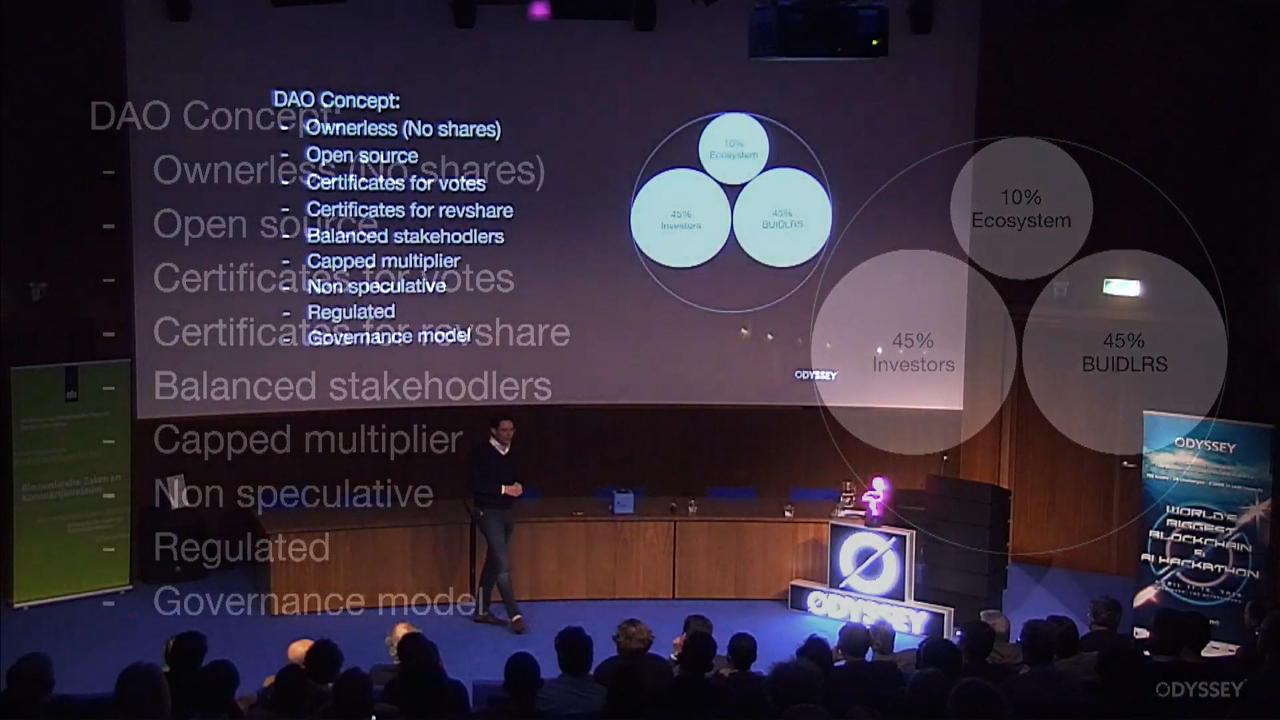 DAO Concept:
- Ownerless (No shares)
- Open source
- Certificates for votes
- Certificates for revshare
- Balanced stakehodlers
- Capped multiplier
- Non speculative
- Regulated
- Governance model
10%
Ecosystem
45%
Investors
45%
BUIDLRS
ODYSSEY
DAO Concept:
- Ownerless (No shares)
- Open source
- Certificates for votes
- Certificates for revshare
- Balanced stakehodlers
- Capped multiplier
- Non speculative
- Regulated
- Governance model
10%
Ecosystem
45%
Investors
45%
BUIDLRS
ODYSSEY
WORLD'S
BIGGEST
BLOCKCHAIN
&
AI HACKATHON
ODYSSEY
ODYSSEY